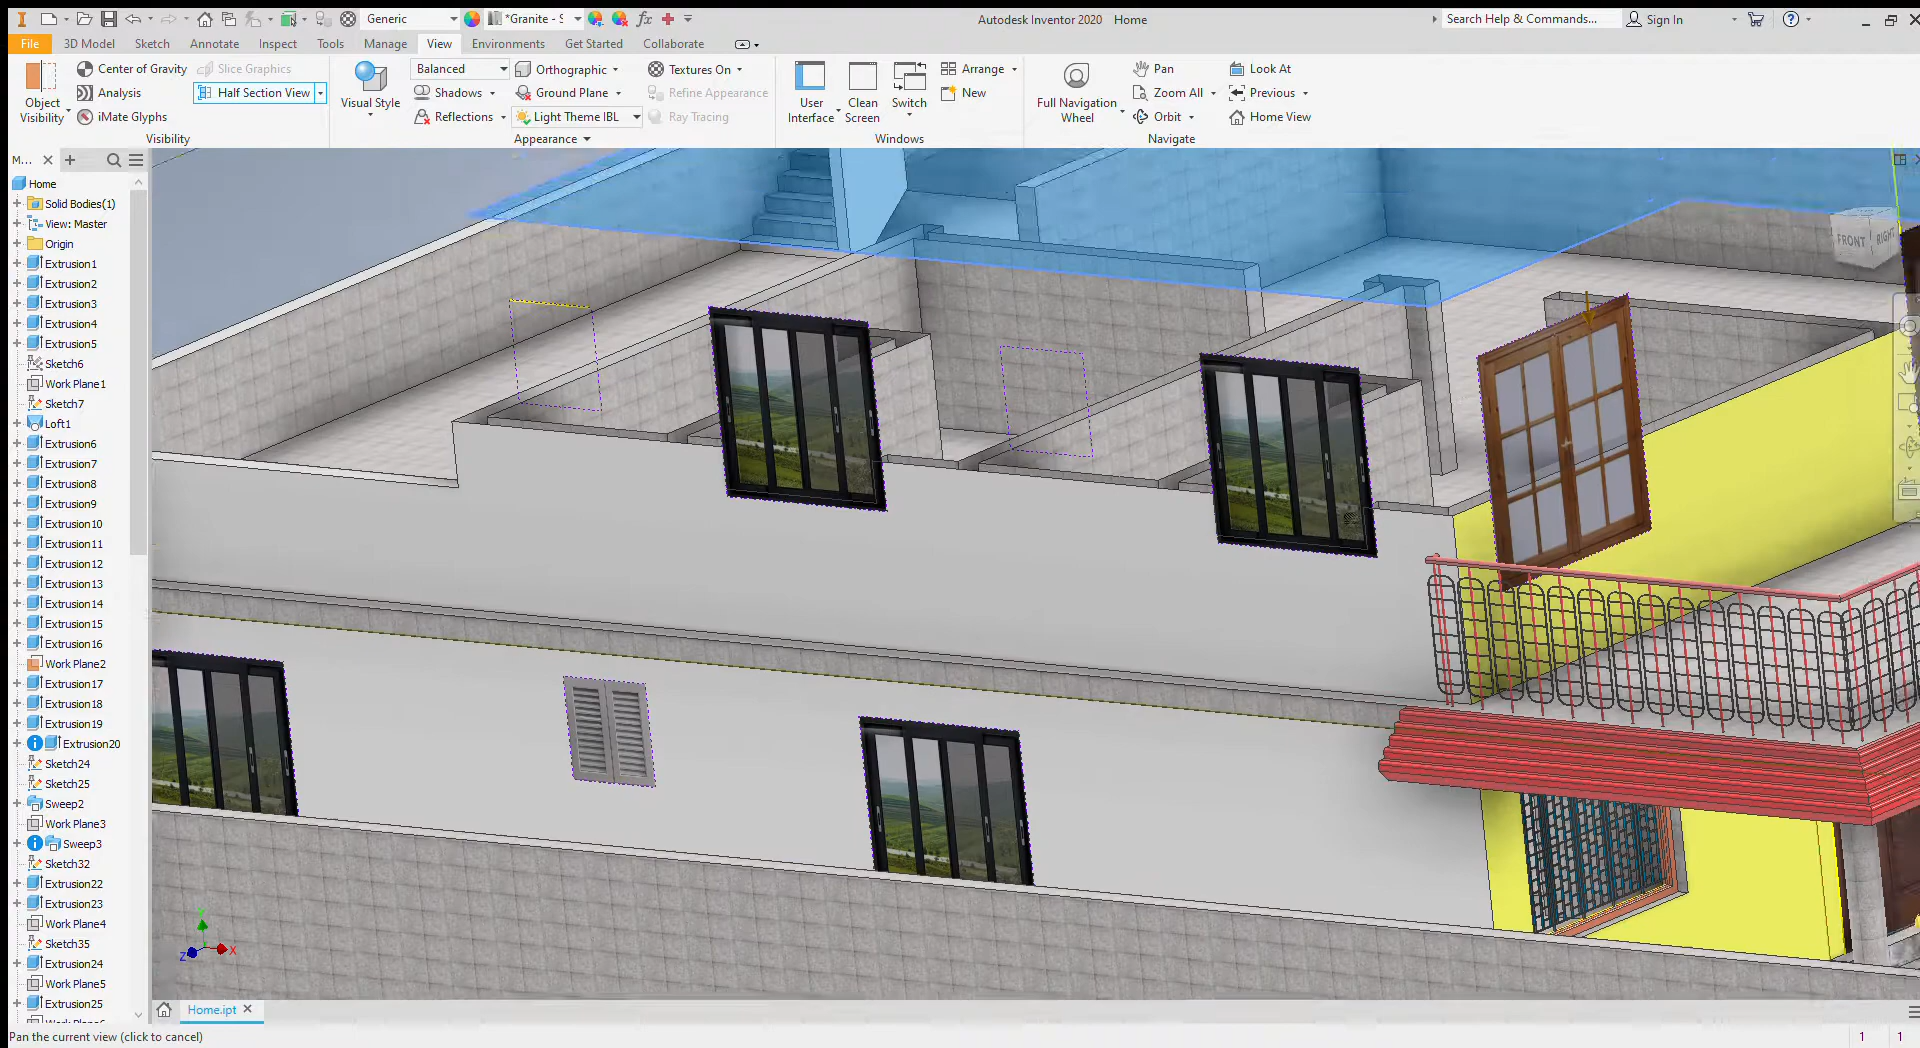 Generic
*Granite - S
Autodesk Inventor 2020 Home
Search Help & Commands...
Sign In
File 3D Model Sketch Annotate Inspect Tools Manage View Environments Get Started Collaborate
Object Visibility
Center of Gravity
Analysis
iMate Glyphs
Slice Graphics
Half Section View
Visibility
Visual Style
Balanced
Shadows
Reflections
Orthographic
Ground Plane
Light Theme IBL
Textures On
Refine Appearance
Ray Tracing
Appearance
User Interface
Clean Screen
Switch
Arrange
New
Windows
Full Navigation Wheel
Pan
Zoom All
Orbit
Look At
Previous
Home View
Navigate
M...
Home
Solid Bodies(1)
View: Master
Origin
Extrusion1
Extrusion2
Extrusion3
Extrusion4
Extrusion5
Sketch6
Work Plane1
Sketch7
Loft1
Extrusion6
Extrusion7
Extrusion8
Extrusion9
Extrusion10
Extrusion11
Extrusion12
Extrusion13
Extrusion14
Extrusion15
Extrusion16
Work Plane2
Extrusion17
Extrusion18
Extrusion19
Extrusion20
Sketch24
Sketch25
Sweep2
Work Plane3
Sweep3
Sketch32
Extrusion22
Extrusion23
Work Plane4
Sketch35
Extrusion24
Work Plane5
Extrusion25
FRONT RIGHT
Y
Z X
Home.ipt
Pan the current view (click to cancel)
1 1